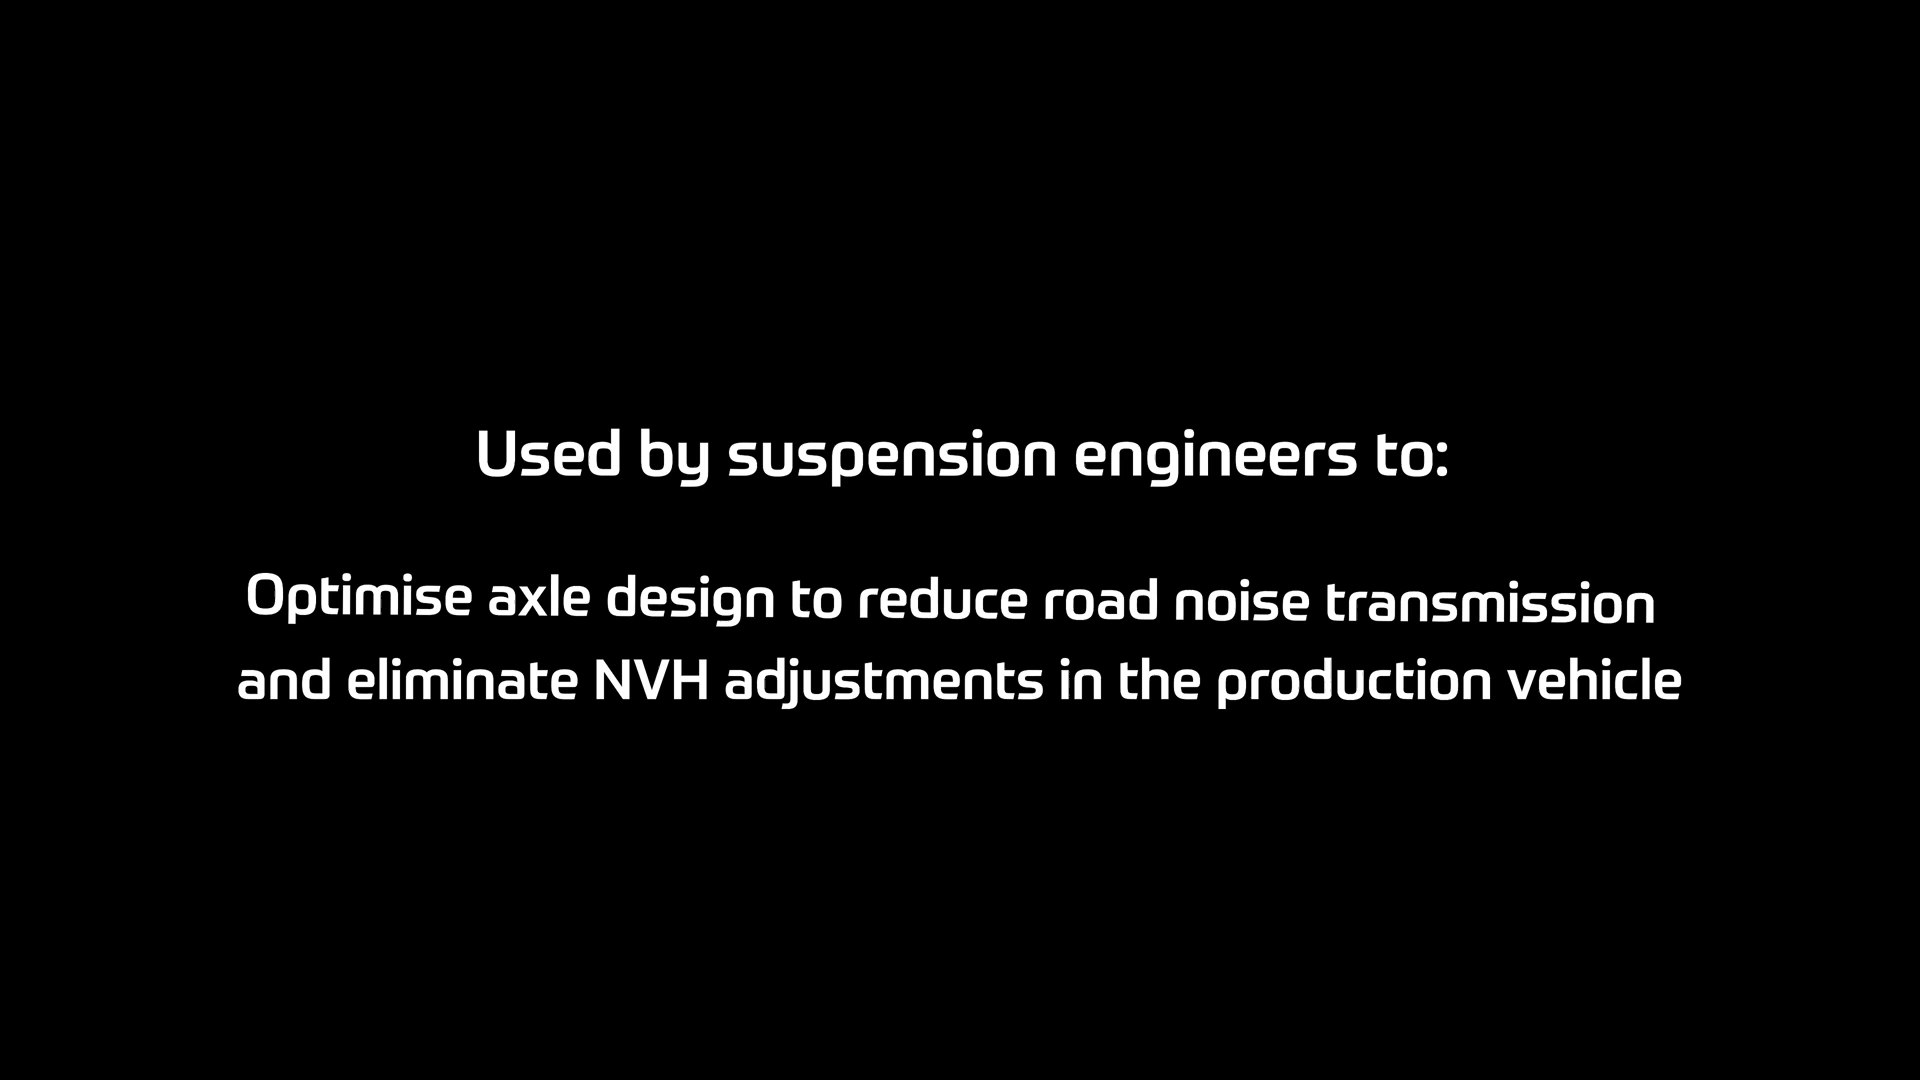 Used by suspension engineers to:
Optimise axle design to reduce road noise transmission
and eliminate NVH adjustments in the production vehicle